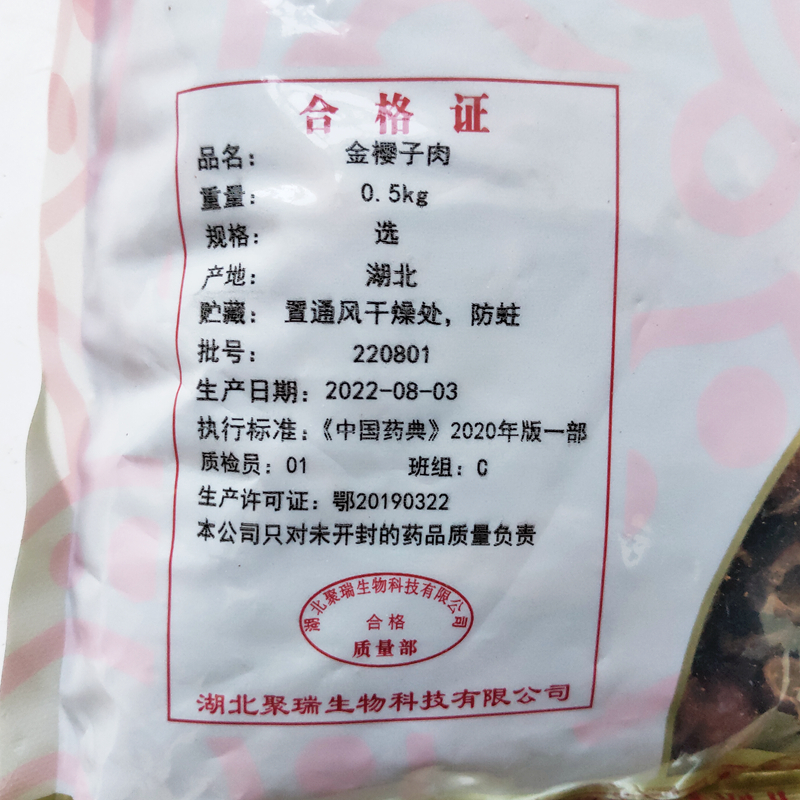 合格证
品名： 金樱子肉
重量： 0.5kg
规格： 选
产地： 湖北
贮藏： 置通风干燥处，防蛀
批号： 220801
生产日期：2022-08-03
执行标准：《中国药典》2020年版一部
质检员：01 班组：C
生产许可证：鄂20190322
本公司只对未开封的药品质量负责
湖北聚瑞生物科技有限公司
合格
质量部
湖北聚瑞生物科技有限公司